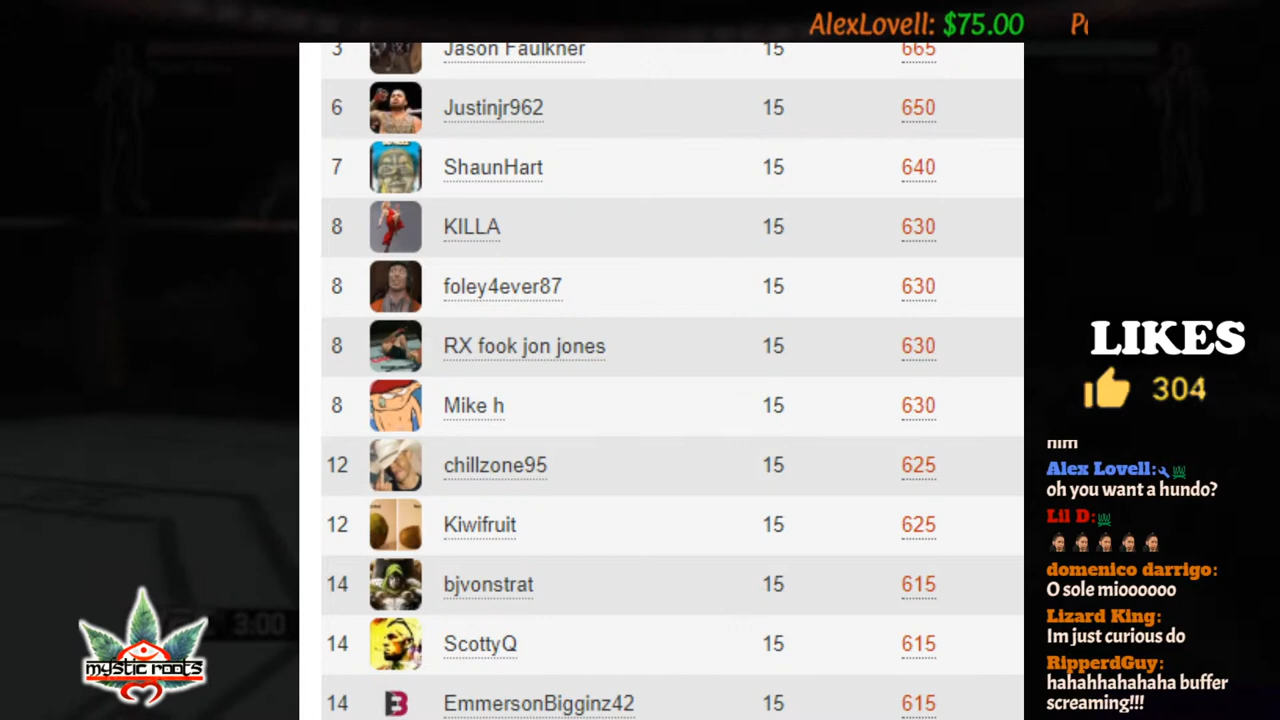 AlexLovell: $75.00
3 Jason Faulkner 15 665
6 Justinjr962 15 650
7 ShaunHart 15 640
8 KILLA 15 630
8 foley4ever87 15 630
8 RX fook jon jones 15 630
8 Mike h 15 630
12 chillzone95 15 625
12 Kiwifruit 15 625
14 bjvonstrat 15 615
14 ScottyQ 15 615
14 EmmersonBigginz42 15 615
LIKES
304
him
Alex Lovell:
oh you want a hundo?
Lil D:
domenico darrigo:
O sole mioooooo
Lizard King:
Im just curious do
RipperdGuy:
hahahhahahaha buffer
screaming!!!
3:00
mystic roots